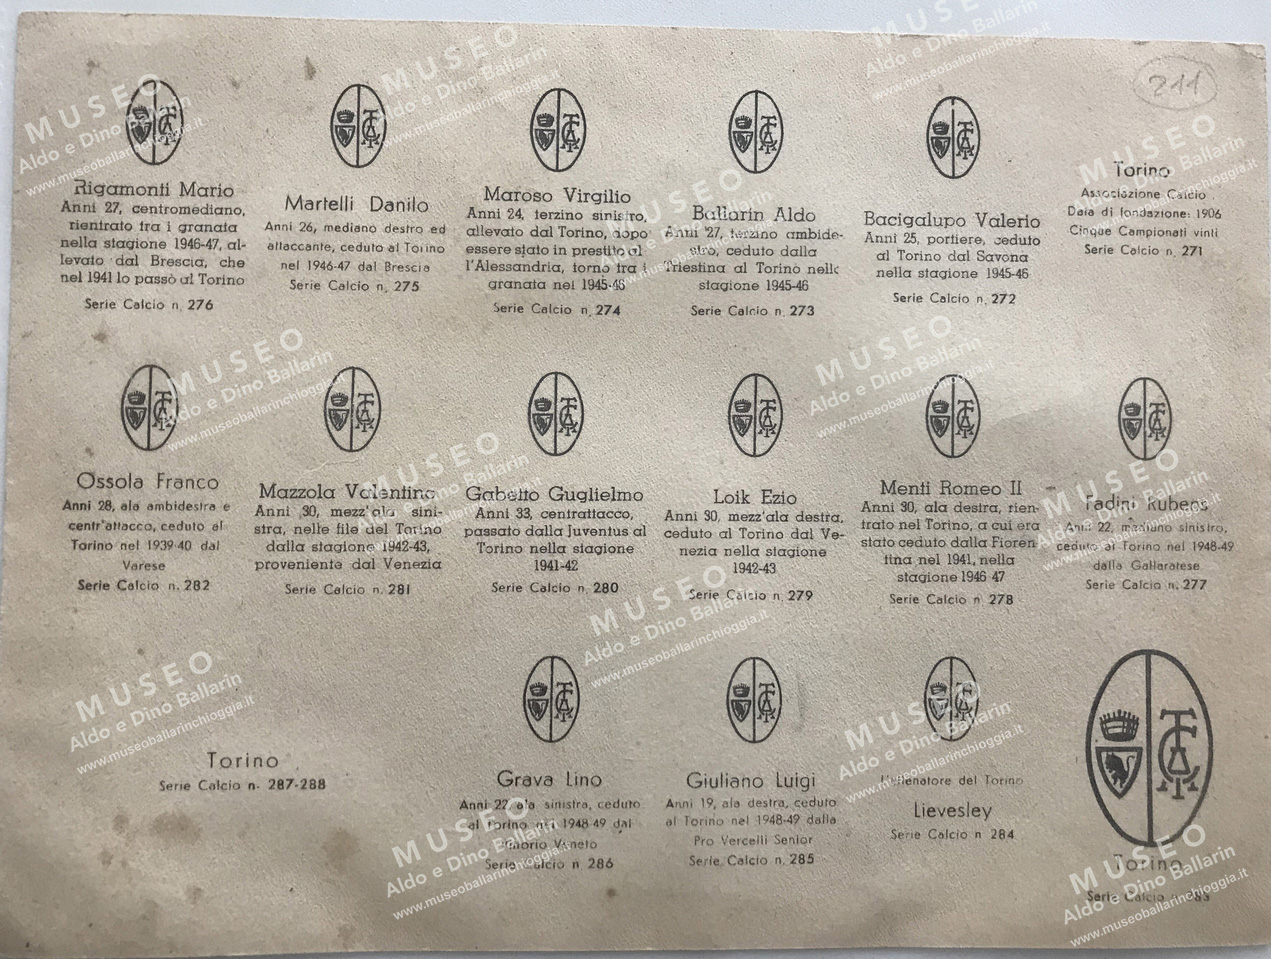 211
Rigamonti Mario
Anni 27, centromediano,
rientrato tra i granata
nella stagione 1946-47, al-
levato dal Brescia, che
nel 1941 lo passò al Torino
Serie Calcio n. 276
Martelli Danilo
Anni 26, mediano destro ed
attaccante, ceduto al Torino
nel 1946-47 dal Brescia
Serie Calcio n. 275
Maroso Virgilio
Anni 24, terzino sinistro,
allevato dal Torino, dopo
essere stato in prestito al
l'Alessandria, torno tra i
granata nel 1945-46
Serie Calcio n. 274
Ballarin Aldo
Anni 27, terzino ambide-
stro, ceduto dalla
Triestina al Torino nella
stagione 1945-46
Serie Calcio n. 273
Bacigalupo Valerio
Anni 25, portiere, ceduto
al Torino dal Savona
nella stagione 1945-46
Serie Calcio n. 272
Torino
Associazione Calcio
Data di fondazione: 1906
Cinque Campionati vinti
Serie Calcio n. 271
Ossola Franco
Anni 28, ala ambidestra e
centr'attacco, ceduto al
Torino nel 1939-40 dal
Varese
Serie Calcio n. 282
Mazzola Valentino
Anni 30, mezz'ala sini-
stra, nelle file del Torino
dalla stagione 1942-43,
proveniente dal Venezia
Serie Calcio n. 281
Gabetto Guglielmo
Anni 33, centrattacco,
passato dalla Juventus al
Torino nella stagione
1941-42
Serie Calcio n. 280
Loik Ezio
Anni 30, mezz'ala destra,
ceduto al Torino dal Ve-
nezia nella stagione
1942-43
Serie Calcio n. 279
Menti Romeo II
Anni 30, ala destra, rien-
trato nel Torino, a cui era
stato ceduto dalla Fioren
tina nel 1941, nella
stagione 1946 47
Serie Calcio n. 278
Fadini Rubens
Anni 22, mediano sinistro,
ceduto al Torino nel 1948-49
dalla Gallaratese
Serie Calcio n. 277
Torino
Serie Calcio n. 287-288
Grava Lino
Anni 22, ala sinistra, ceduto
al Torino nel 1948-49 dal
Veneto
Serie Calcio n 286
Giuliano Luigi
Anni 19, ala destra, ceduto
al Torino nel 1948-49 dalla
Pro Vercelli Senior
Serie Calcio n. 285
L'allenatore del Torino
Lievesley
Serie Calcio n 284
Torino
Serie Calcio
MUSEO
Aldo e Dino Ballarin
www.museoballarinchioggia.it